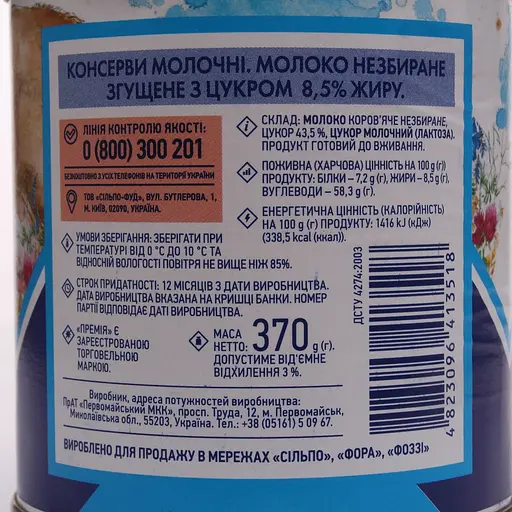 КОНСЕРВИ МОЛОЧНІ. МОЛОКО НЕЗБИРАНЕ
ЗГУЩЕНЕ З ЦУКРОМ 8,5% ЖИРУ.
ЛІНІЯ КОНТРОЛЮ ЯКОСТІ:
0 (800) 300 201
БЕЗКОШТОВНО З УСІХ ТЕЛЕФОНІВ НА ТЕРИТОРІЇ УКРАЇНИ
ТОВ «СІЛЬПО-ФУД», ВУЛ. БУТЛЕРОВА, 1,
М. КИЇВ, 02090, УКРАЇНА.
СКЛАД: МОЛОКО КОРОВ'ЯЧЕ НЕЗБИРАНЕ,
ЦУКОР 43,5 %, ЦУКОР МОЛОЧНИЙ (ЛАКТОЗА).
ПРОДУКТ ГОТОВИЙ ДО ВЖИВАННЯ.
ПОЖИВНА (ХАРЧОВА) ЦІННІСТЬ НА 100 g (г)
ПРОДУКТУ: БІЛКИ – 7,2 g (г), ЖИРИ – 8,5 g (г),
ВУГЛЕВОДИ – 58,3 g (г).
ЕНЕРГЕТИЧНА ЦІННІСТЬ (КАЛОРІЙНІСТЬ)
НА 100 g (г) ПРОДУКТУ: 1416 kJ (кДж)
(338,5 kcal (ккал)).
УМОВИ ЗБЕРІГАННЯ: ЗБЕРІГАТИ ПРИ
ТЕМПЕРАТУРІ ВІД 0 °С ДО 10 °С ТА
ВІДНОСНІЙ ВОЛОГОСТІ ПОВІТРЯ НЕ ВИЩЕ НІЖ 85%.
СТРОК ПРИДАТНОСТІ: 12 МІСЯЦІВ З ДАТИ ВИРОБНИЦТВА.
ДАТА ВИРОБНИЦТВА ВКАЗАНА НА КРИШЦІ БАНКИ. НОМЕР
ПАРТІЇ ВІДПОВІДАЄ ДАТІ ВИРОБНИЦТВА.
«ПРЕМІЯ» Є
ЗАРЕЄСТРОВАНОЮ
ТОРГОВЕЛЬНОЮ
МАРКОЮ.
МАСА
НЕТТО: 370 g (г).
ДОПУСТИМЕ ВІД'ЄМНЕ
ВІДХИЛЕННЯ 3 %.
ДСТУ 4274:2003
4 823096 413518
Виробник, адреса потужностей виробництва:
ПрАТ «Первомайський МКК», просп. Труда, 12, м. Первомайськ,
Миколаївська обл., 55203, Україна. Тел.: +38 (05161) 5 09 67.
ВИРОБЛЕНО ДЛЯ ПРОДАЖУ В МЕРЕЖАХ «СІЛЬПО», «ФОРА», «ФОЗЗІ»